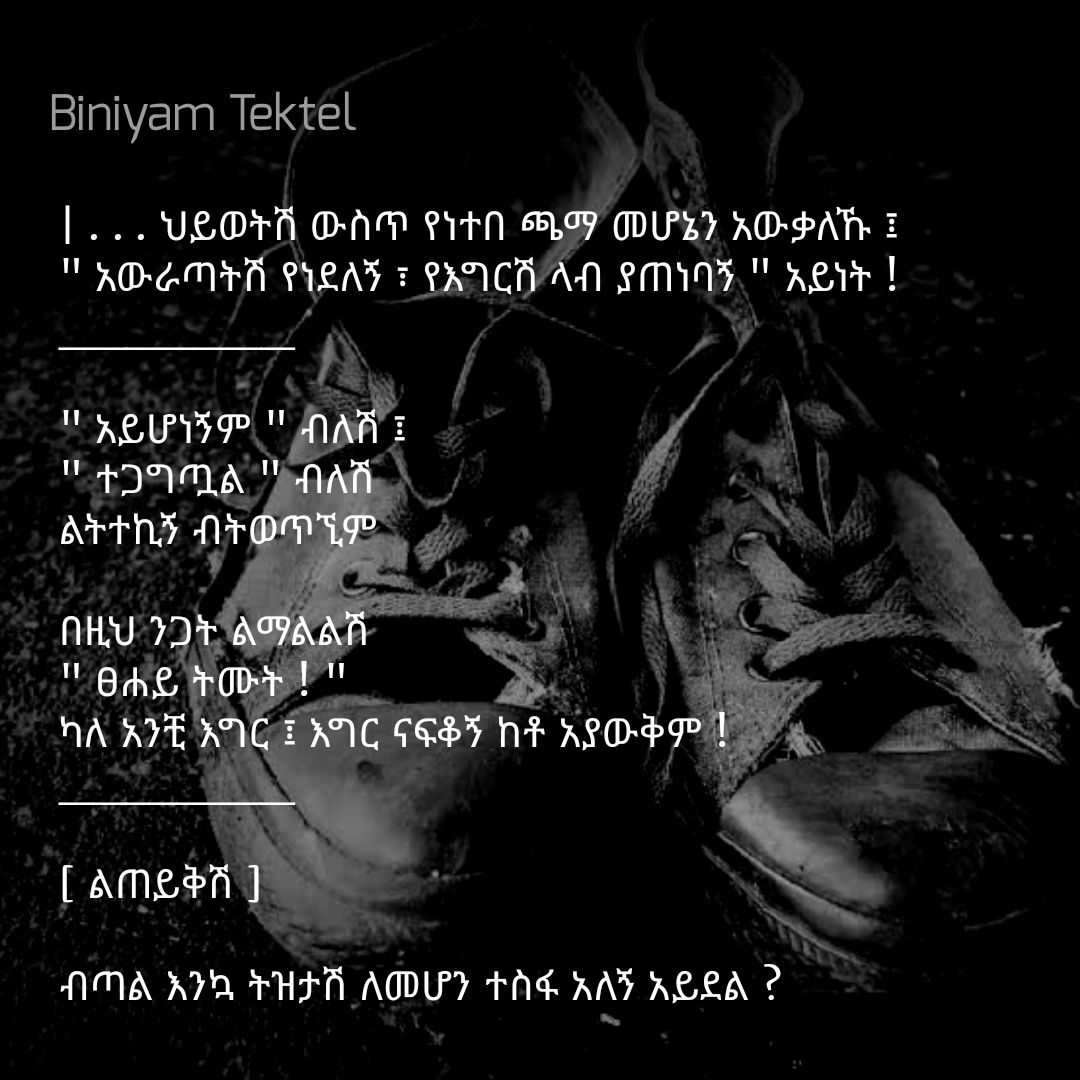 Biniyam Tektel
| . . . ህይወትሽ ውስጥ የነተበ ጫማ መሆኔን አውቃለኹ ፤
" አውራጣትሽ የነደለኝ ፣ የእግርሽ ላብ ያጠነባኝ " አይነት !
" አይሆነኝም " ብለሽ ፤
" ተጋግጧል " ብለሽ
ልትተኪኝ ብትወጥኚም
በዚህ ንጋት ልማልልሽ
" ፀሐይ ትሙት ! "
ካለ አንቺ እግር ፤ እግር ናፍቆኝ ከቶ አያውቅም !
[ ልጠይቅሽ ]
ብጣል እንኳ ትዝታሽ ለመሆን ተስፋ አለኝ አይደል ?